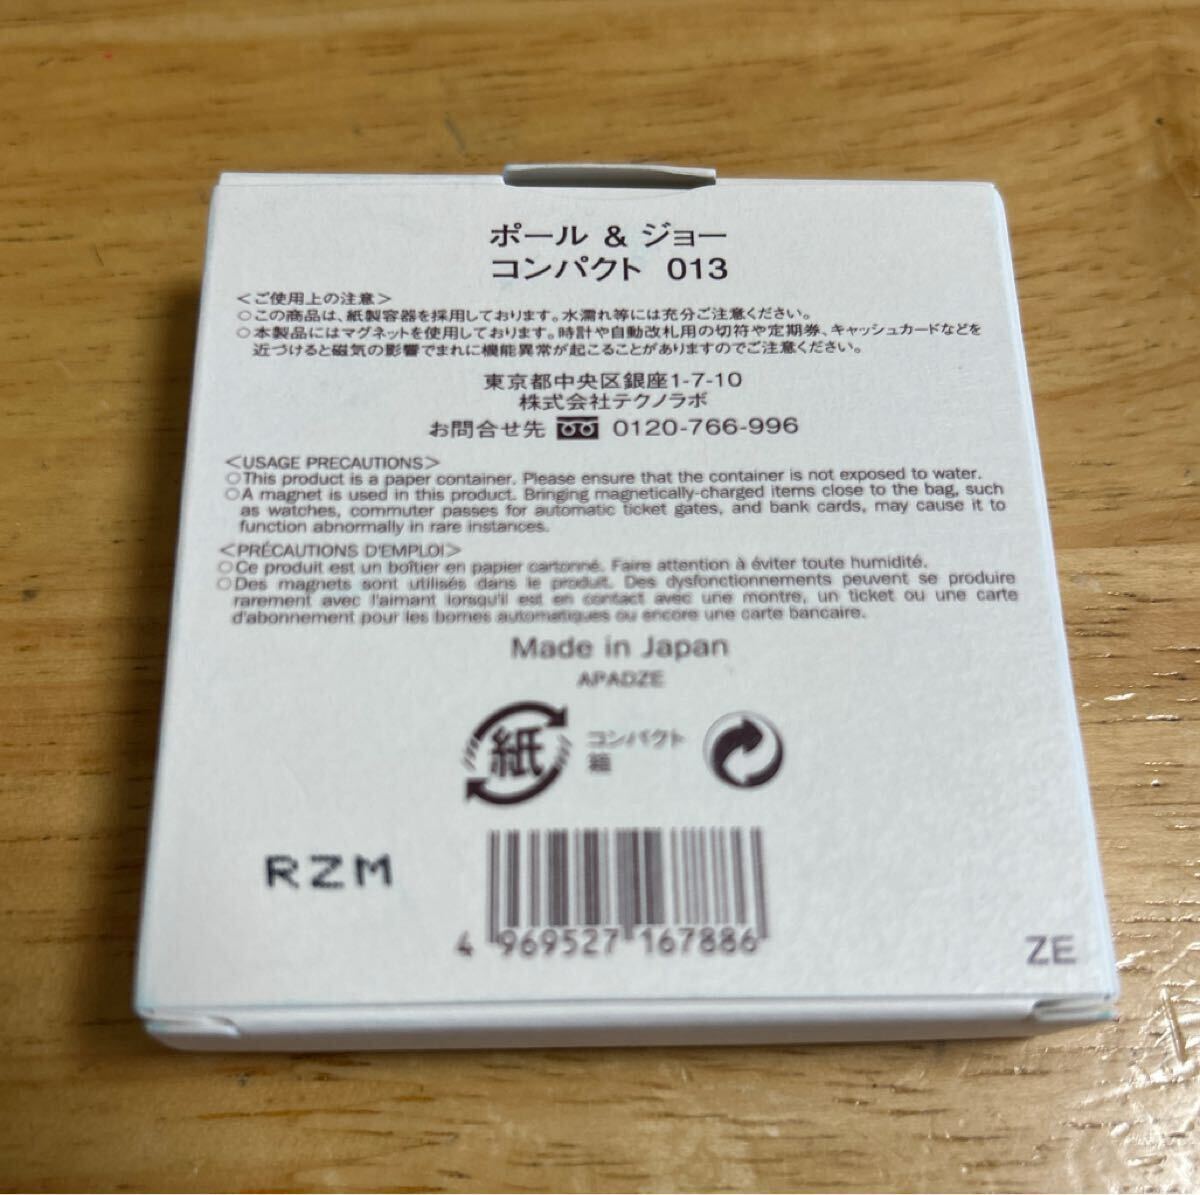 ポール & ジョー
コンパクト 013
＜ご使用上の注意＞
○この商品は、紙製容器を採用しております。水濡れ等には充分ご注意ください。
○本製品にはマグネットを使用しております。時計や自動改札用の切符や定期券、キャッシュカードなどを
近づけると磁気の影響でまれに機能異常が起こることがありますのでご注意ください。
東京都中央区銀座1-7-10
株式会社テクノラボ
お問合せ先 0120-766-996
＜USAGE PRECAUTIONS＞
○This product is a paper container. Please ensure that the container is not exposed to water.
○A magnet is used in this product. Bringing magnetically-charged items close to the bag, such
as watches, commuter passes for automatic ticket gates, and bank cards, may cause it to
function abnormally in rare instances.
＜PRÉCAUTIONS D'EMPLOI＞
○Ce produit est un boîtier en papier cartonné. Faire attention à éviter toute humidité.
○Des magnets sont utilisés dans le produit. Des dysfonctionnements peuvent se produire
rarement avec l'aimant lorsqu'il est en contact avec une montre, un ticket ou une carte
d'abonnement pour les bornes automatiques ou encore une carte bancaire.
Made in Japan
APADZE
紙 コンパクト
箱
RZM
4 969527 167886
ZE